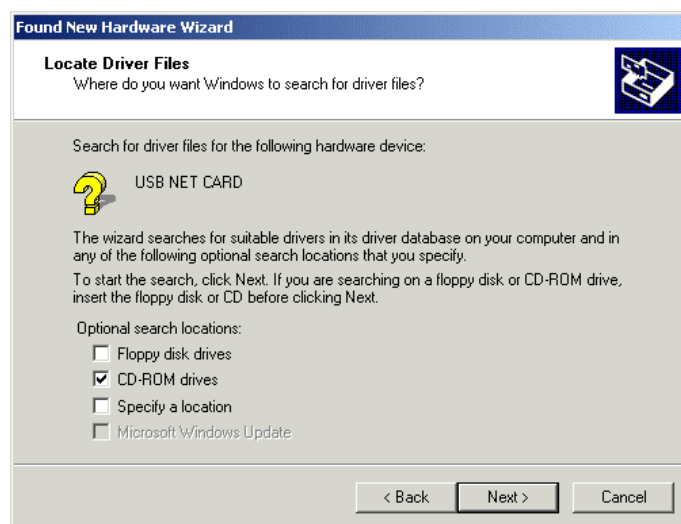 Found New Hardware Wizard
Locate Driver Files
Where do you want Windows to search for driver files?
Search for driver files for the following hardware device:
USB NET CARD
The wizard searches for suitable drivers in its driver database on your computer and in
any of the following optional search locations that you specify.
To start the search, click Next. If you are searching on a floppy disk or CD-ROM drive,
insert the floppy disk or CD before clicking Next.
Optional search locations:
Floppy disk drives
CD-ROM drives
Specify a location
Microsoft Windows Update
< Back Next > Cancel